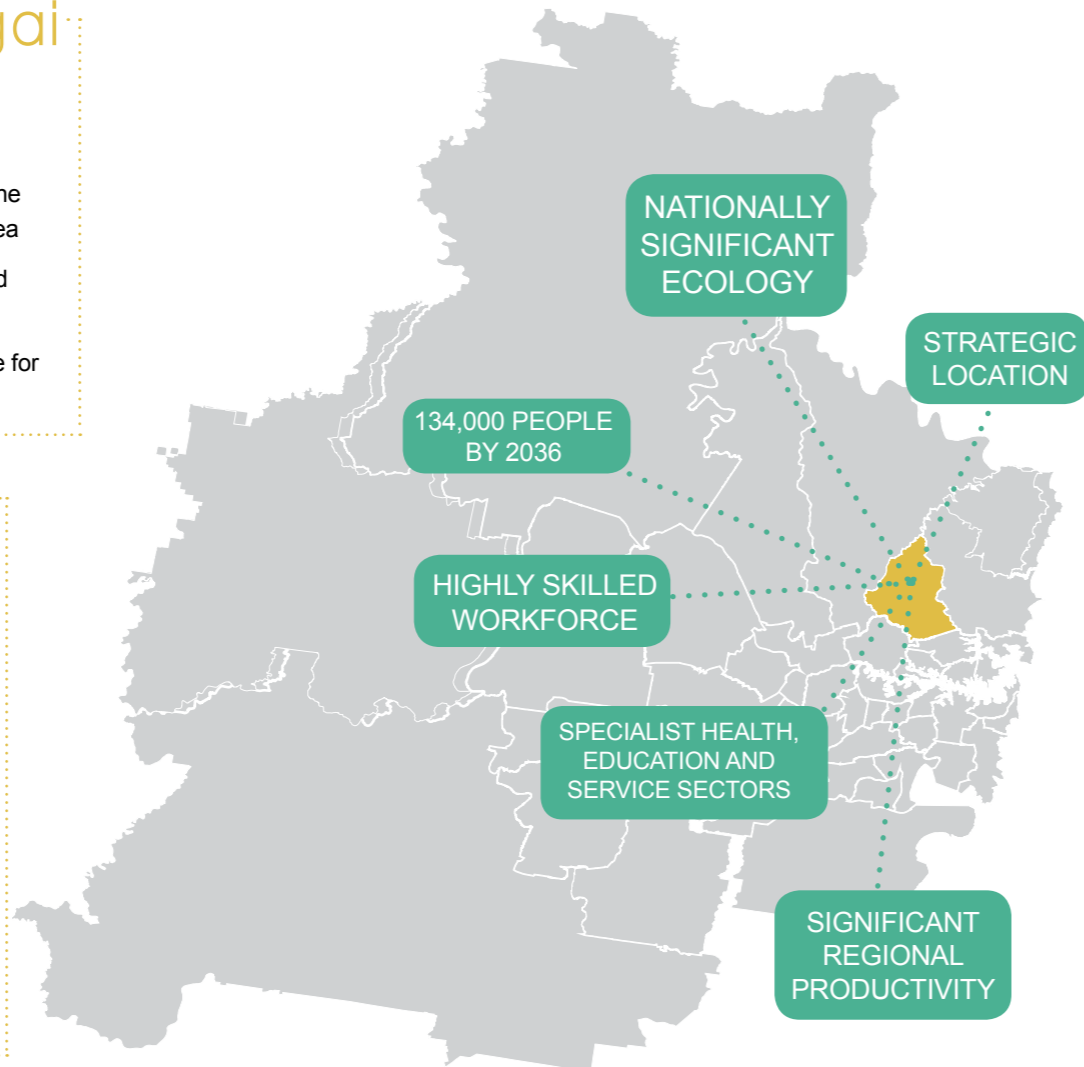 gai
ne
ea
d
e for
NATIONALLY
SIGNIFICANT
ECOLOGY
STRATEGIC
LOCATION
134,000 PEOPLE
BY 2036
HIGHLY SKILLED
WORKFORCE
SPECIALIST HEALTH,
EDUCATION AND
SERVICE SECTORS
SIGNIFICANT
REGIONAL
PRODUCTIVITY